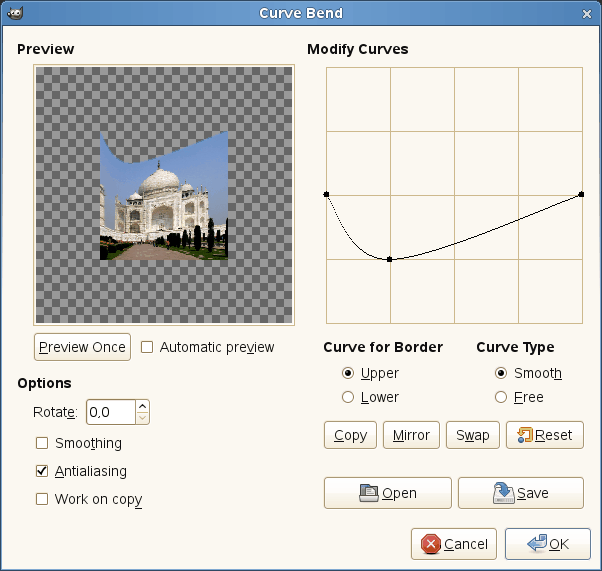 Curve Bend
Preview
Modify Curves
Preview Once
Automatic preview
Curve for Border
Curve Type
Upper
Smooth
Lower
Free
Options
Rotate:
0,0
Smoothing
Antialiasing
Work on copy
Copy
Mirror
Swap
Reset
Open
Save
Cancel
OK